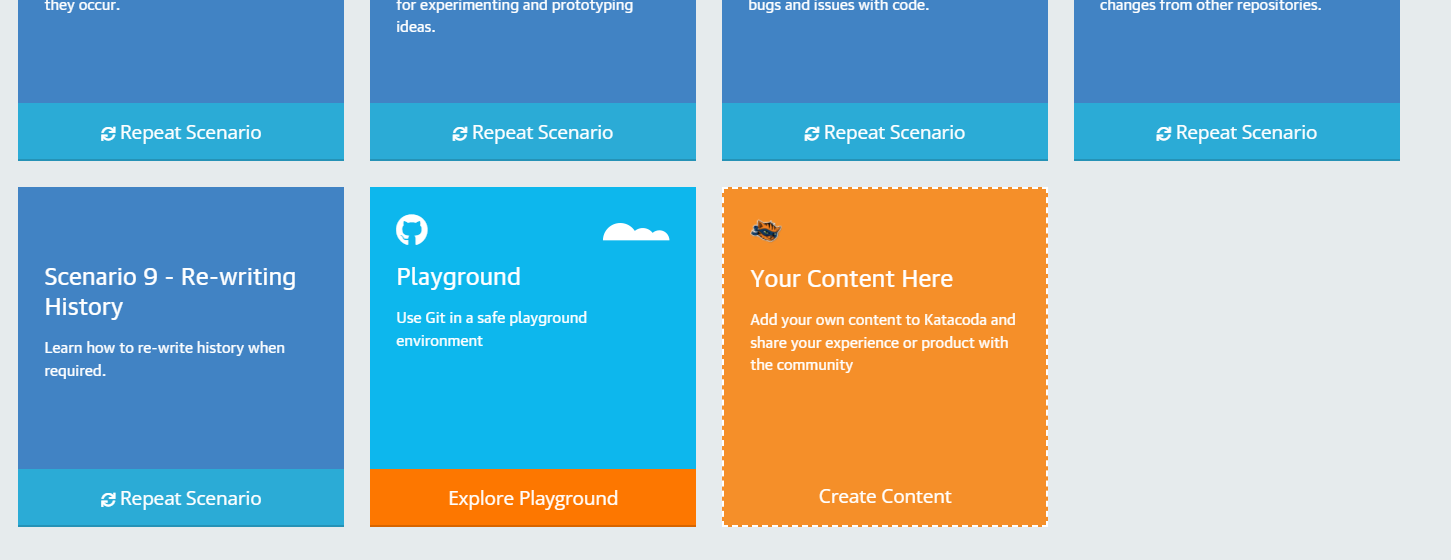 they occur.
for experimenting and prototyping
ideas.
bugs and issues with code.
changes from other repositories.
Repeat Scenario
Repeat Scenario
Repeat Scenario
Repeat Scenario
Scenario 9 - Re-writing
History
Learn how to re-write history when
required.
Repeat Scenario
Playground
Use Git in a safe playground
environment
Explore Playground
Your Content Here
Add your own content to Katacoda and
share your experience or product with
the community
Create Content